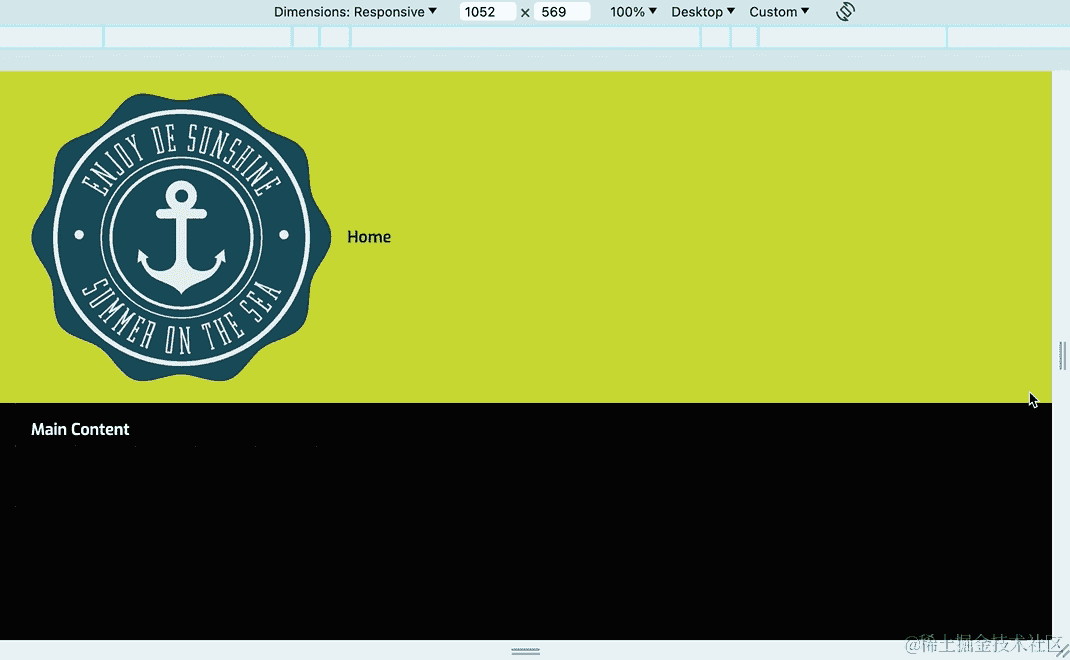 Dimensions: Responsive ▼ 1052 x 569 100% ▼ Desktop ▼ Custom ▼
ENJOY DE SUNSHINE
SUMMER ON THE SEA
Home
Main Content
@稀土掘金技术社区